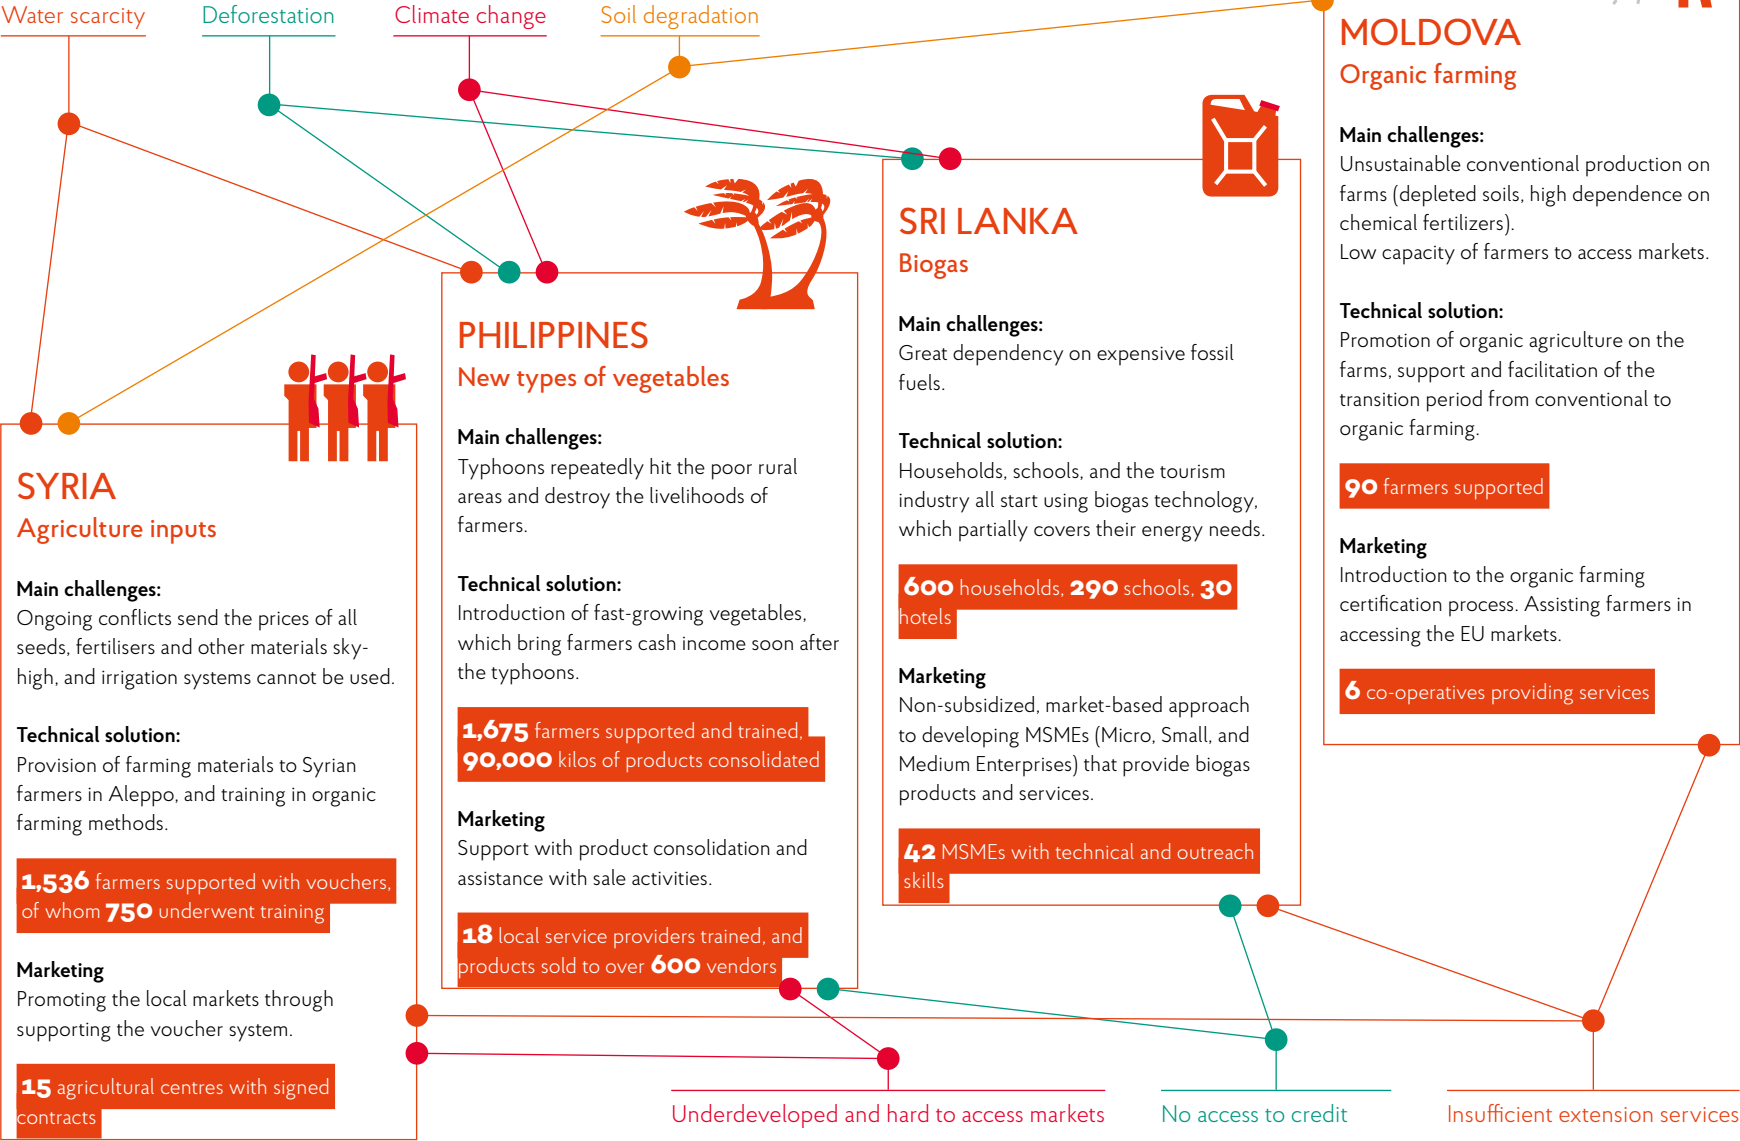 Water scarcity
Deforestation
Climate change
Soil degradation
SYRIA
Agriculture inputs
Main challenges:
Ongoing conflicts send the prices of all
seeds, fertilisers and other materials sky-
high, and irrigation systems cannot be used.
Technical solution:
Provision of farming materials to Syrian
farmers in Aleppo, and training in organic
farming methods.
1,536 farmers supported with vouchers,
of whom 750 underwent training
Marketing
Promoting the local markets through
supporting the voucher system.
15 agricultural centres with signed
contracts
PHILIPPINES
New types of vegetables
Main challenges:
Typhoons repeatedly hit the poor rural
areas and destroy the livelihoods of
farmers.
Technical solution:
Introduction of fast-growing vegetables,
which bring farmers cash income soon after
the typhoons.
1,675 farmers supported and trained,
90,000 kilos of products consolidated
Marketing
Support with product consolidation and
assistance with sale activities.
18 local service providers trained, and
products sold to over 600 vendors
SRI LANKA
Biogas
Main challenges:
Great dependency on expensive fossil
fuels.
Technical solution:
Households, schools, and the tourism
industry all start using biogas technology,
which partially covers their energy needs.
600 households, 290 schools, 30
hotels
Marketing
Non-subsidized, market-based approach
to developing MSMEs (Micro, Small, and
Medium Enterprises) that provide biogas
products and services.
42 MSMEs with technical and outreach
skills
MOLDOVA
Organic farming
Main challenges:
Unsustainable conventional production on
farms (depleted soils, high dependence on
chemical fertilizers).
Low capacity of farmers to access markets.
Technical solution:
Promotion of organic agriculture on the
farms, support and facilitation of the
transition period from conventional to
organic farming.
90 farmers supported
Marketing
Introduction to the organic farming
certification process. Assisting farmers in
accessing the EU markets.
6 co-operatives providing services
Underdeveloped and hard to access markets
No access to credit
Insufficient extension services